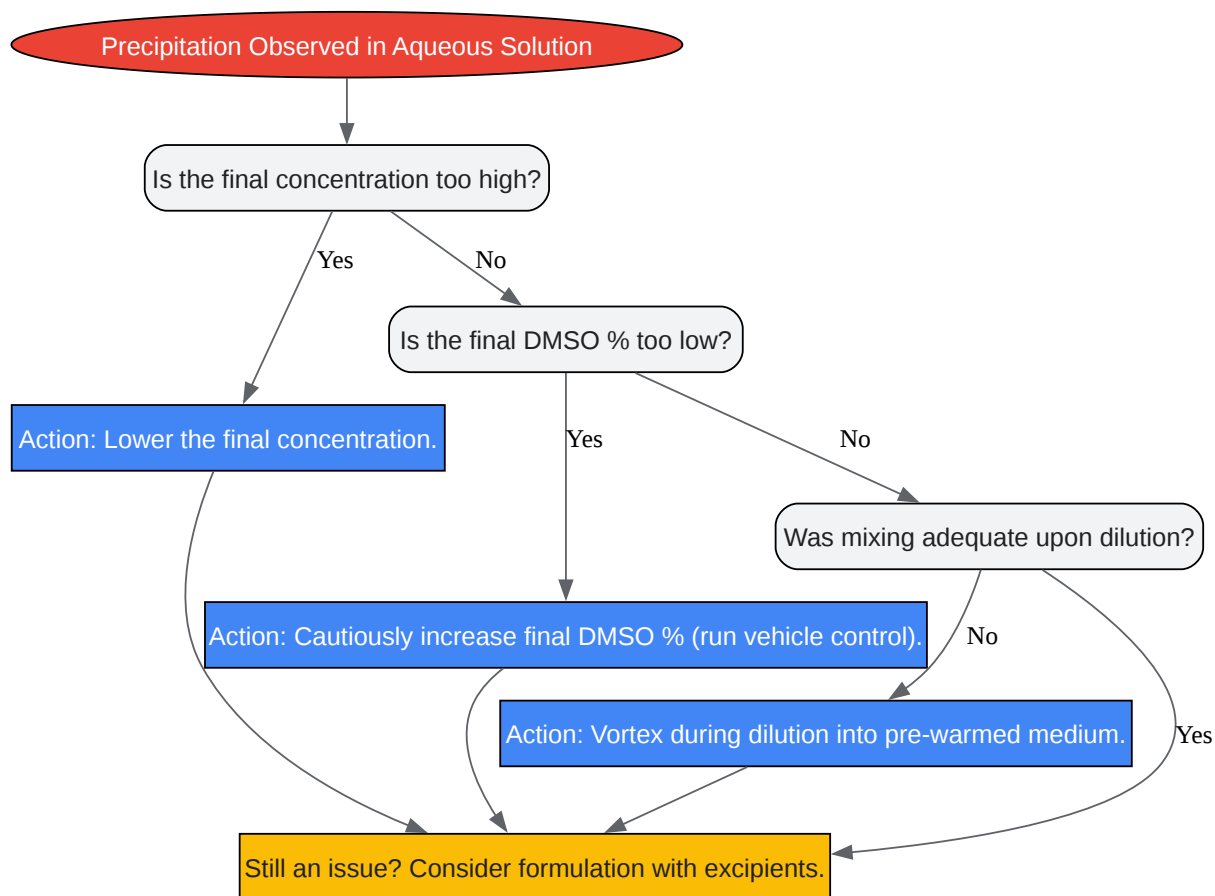 Precipitation Observed in Aqueous Solution
Is the final concentration too high?
Yes
No
Is the final DMSO % too low?
Action: Lower the final concentration.
Yes
No
Was mixing adequate upon dilution?
Action: Cautiously increase final DMSO % (run vehicle control).
No
Action: Vortex during dilution into pre-warmed medium.
Yes
Still an issue? Consider formulation with excipients.